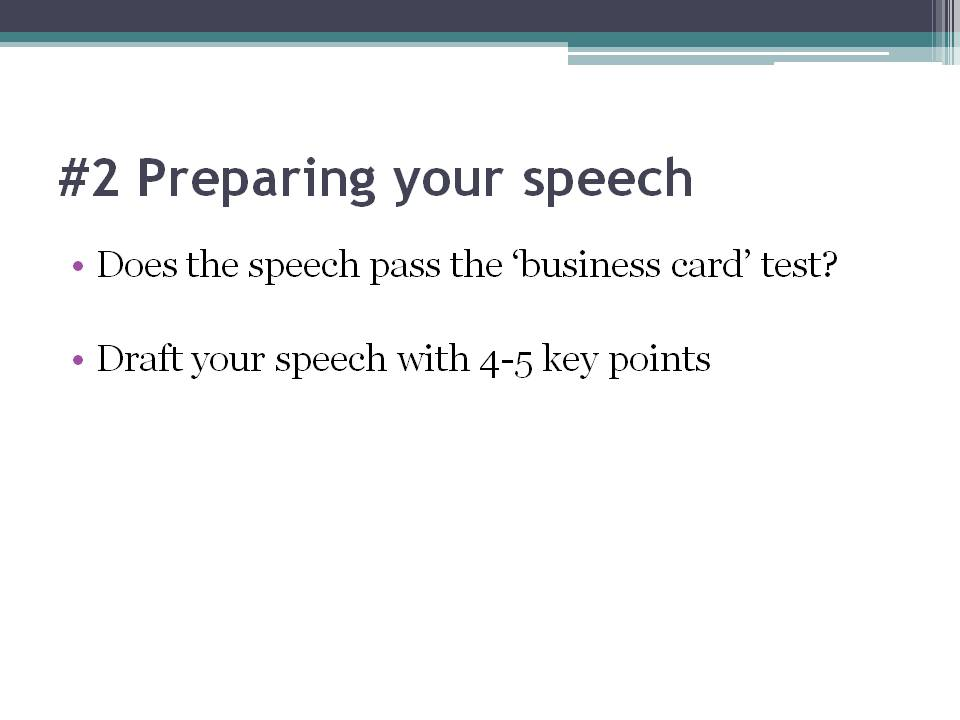 #2 Preparing your speech
• Does the speech pass the ‘business card’ test?
• Draft your speech with 4-5 key points